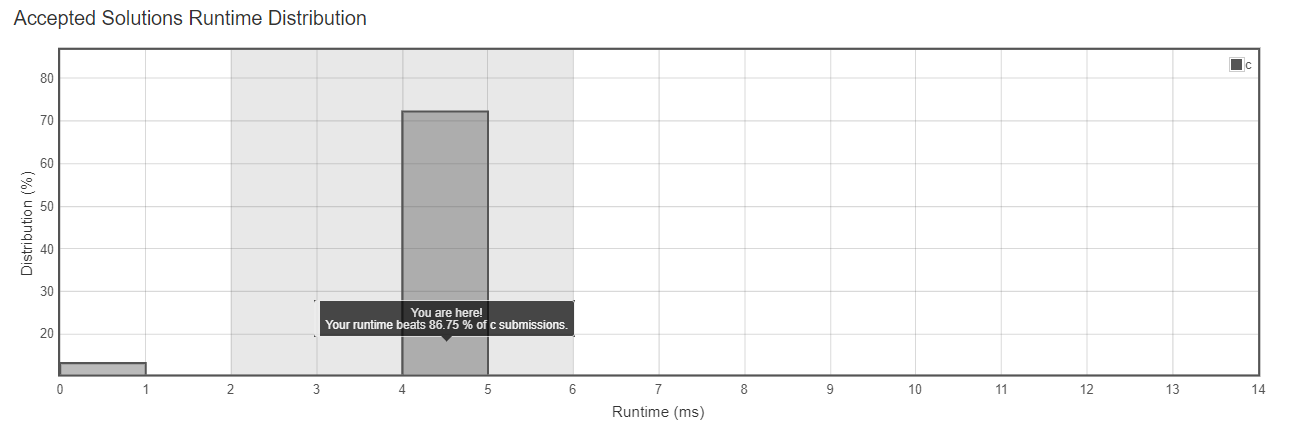 Accepted Solutions Runtime Distribution
c
80
70
60
50
40
30
20
Distribution (%)
You are here!
Your runtime beats 86.75 % of c submissions.
0 1 2 3 4 5 6 7 8 9 10 11 12 13 14
Runtime (ms)